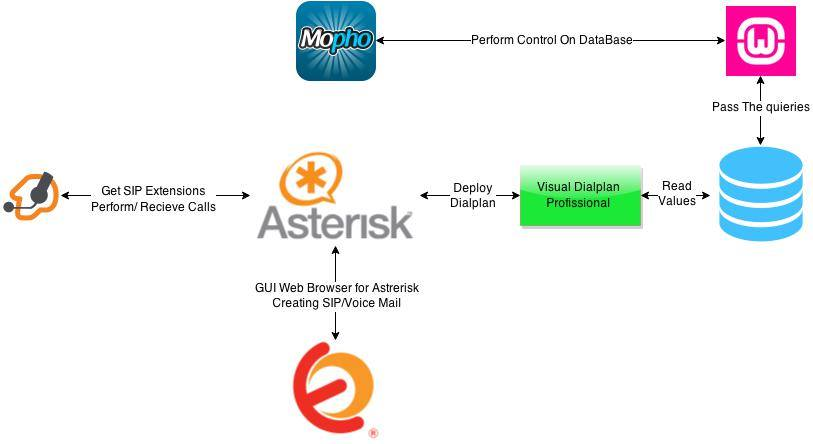 Mopho
Perform Control On DataBase
Pass The quieries
Get SIP Extensions
Perform/ Recieve Calls
Asterisk
Deploy
Dialplan
Visual Dialplan
Profissional
Read
Values
GUI Web Browser for Astrerisk
Creating SIP/Voice Mail
®